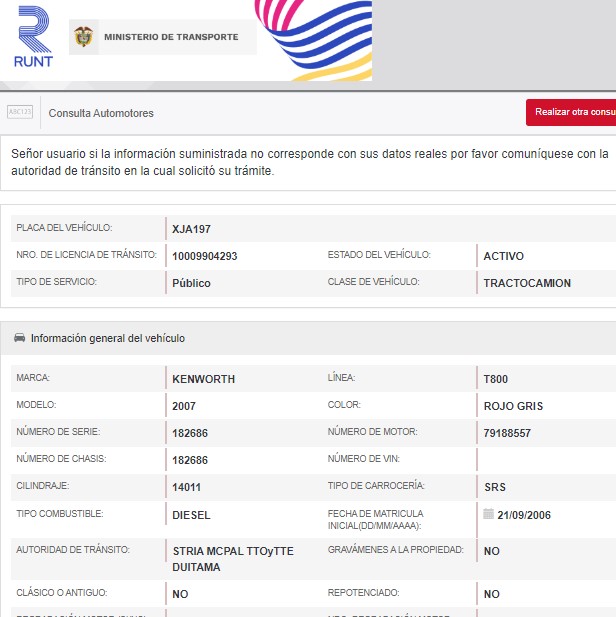 RUNT
MINISTERIO DE TRANSPORTE
ABC123
Consulta Automotores
Realizar otra consu
Señor usuario si la información suministrada no corresponde con sus datos reales por favor comuníquese con la
autoridad de tránsito en la cual solicitó su trámite.
PLACA DEL VEHÍCULO: XJA197
NRO. DE LICENCIA DE TRÁNSITO: 10009904293 ESTADO DEL VEHÍCULO: ACTIVO
TIPO DE SERVICIO: Público CLASE DE VEHÍCULO: TRACTOCAMION
Información general del vehículo
MARCA: KENWORTH LÍNEA: T800
MODELO: 2007 COLOR: ROJO GRIS
NÚMERO DE SERIE: 182686 NÚMERO DE MOTOR: 79188557
NÚMERO DE CHASIS: 182686 NÚMERO DE VIN:
CILINDRAJE: 14011 TIPO DE CARROCERÍA: SRS
TIPO COMBUSTIBLE: DIESEL FECHA DE MATRICULA
INICIAL(DD/MM/AAAA): 21/09/2006
AUTORIDAD DE TRÁNSITO: STRIA MCPAL TTOyTTE
DUITAMA GRAVÁMENES A LA PROPIEDAD: NO
CLÁSICO O ANTIGUO: NO REPOTENCIADO: NO